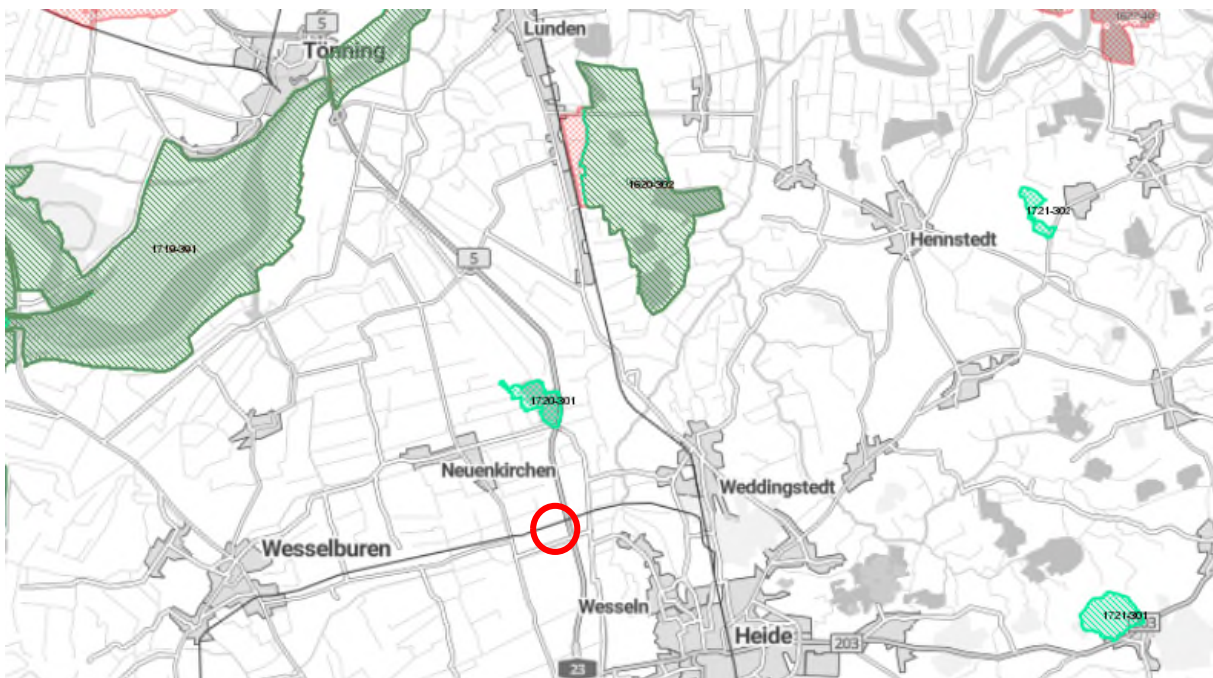 5
Lunden
Tönning
1620-302
1721-302
Hennstedt
1719-391
5
1720-301
Neuenkirchen
Weddingstedt
Wesselburen
Wesseln
1721-301
Heide
203
23